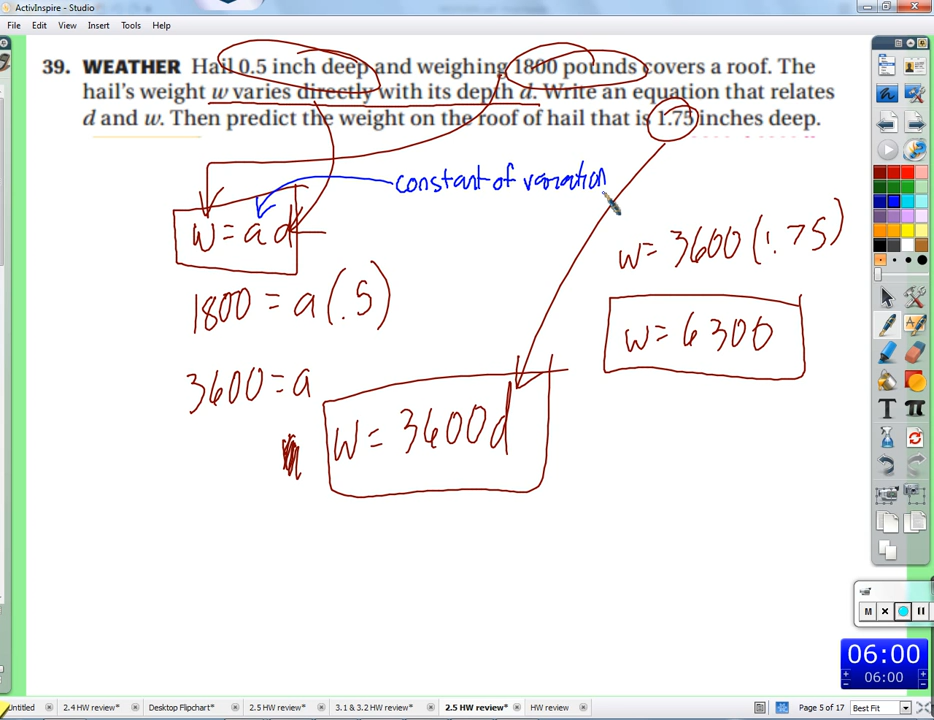 ActivInspire - Studio
File Edit View Insert Tools Help
39. WEATHER Hail 0.5 inch deep and weighing 1800 pounds covers a roof. The
hail's weight w varies directly with its depth d. Write an equation that relates
d and w. Then predict the weight on the roof of hail that is 1.75 inches deep.
constant of variation
w = a d
w = 3600 (1.75)
1800 = a (.5)
w = 6300
3600 = a
w = 3600d
M
06:00
06:00
Untitled 2.4 HW review* Desktop Flipchart* 2.5 HW review* 3.1 & 3.2 HW review* 2.5 HW review* HW review
Page 5 of 17 Best Fit